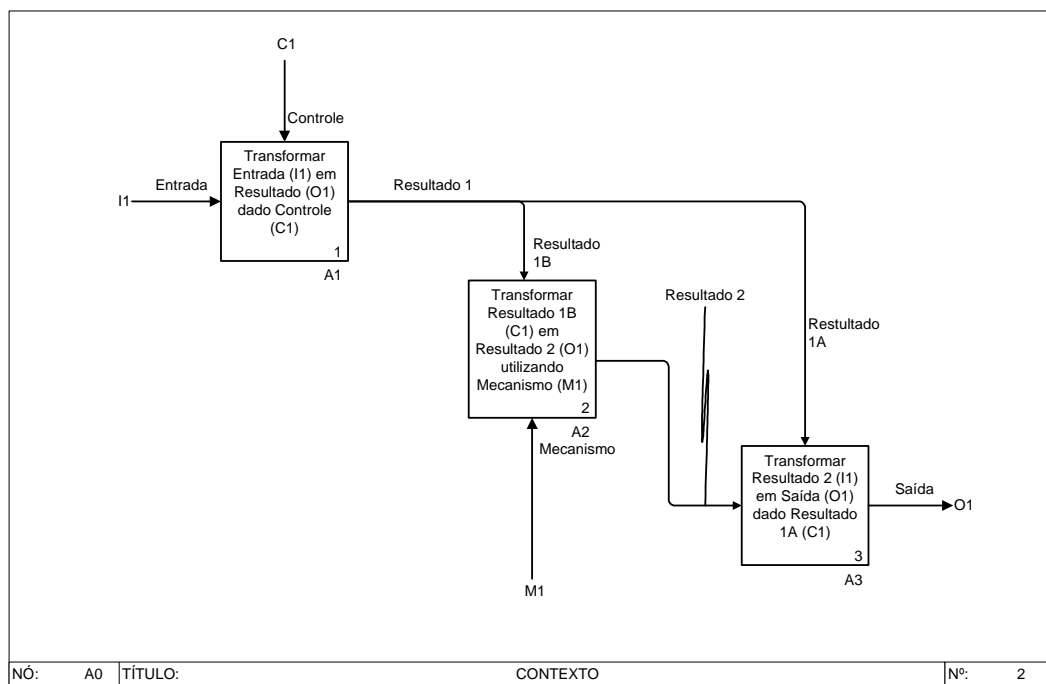 C1
Controle
Transformar
Entrada (I1) em
Resultado (O1)
dado Controle
(C1)
1
A1
Entrada
I1
Resultado 1
Resultado
1B
Transformar
Resultado 1B
(C1) em
Resultado 2 (O1)
utilizando
Mecanismo (M1)
2
A2
Mecanismo
M1
Resultado 2
Restultado
1A
Transformar
Resultado 2 (I1)
em Saída (O1)
dado Resultado
1A (C1)
3
A3
Saída
O1
NÓ: A0 TÍTULO: CONTEXTO Nº: 2